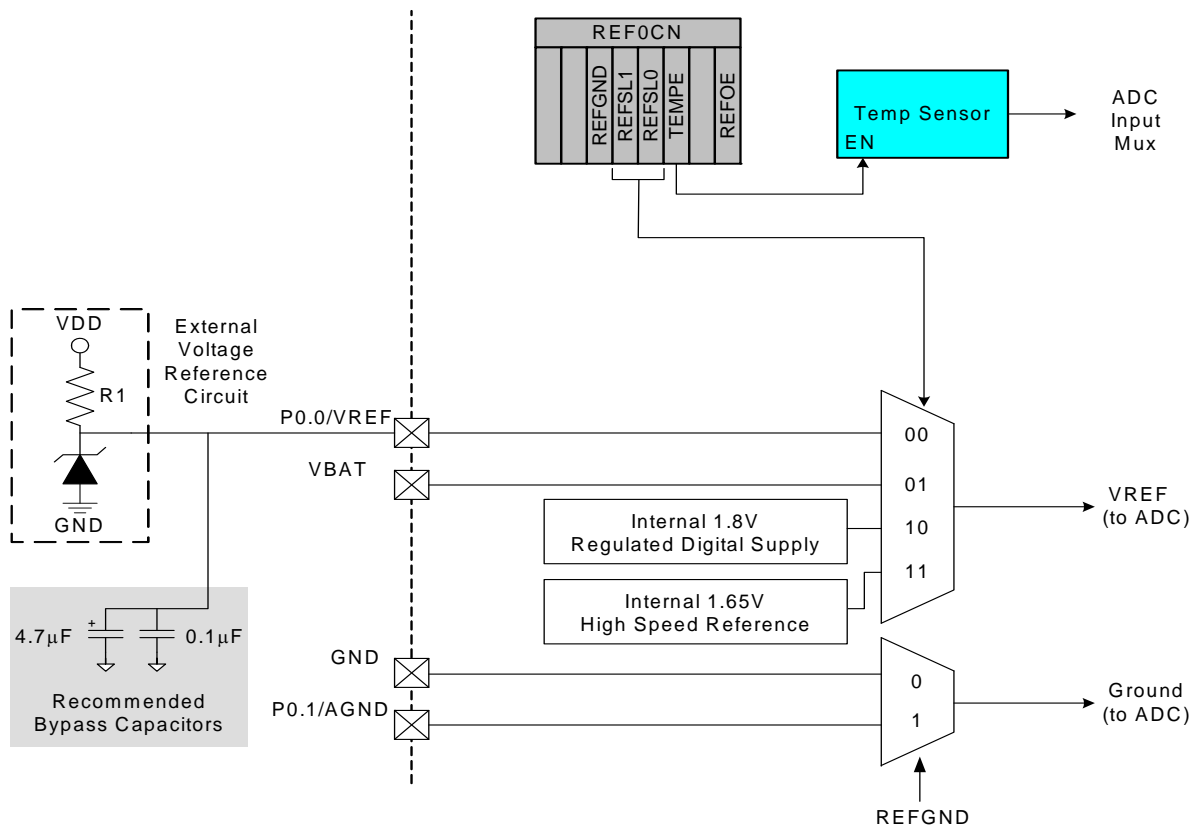 REF0CN
REFGND
REFSL1
REFSL0
TEMPE
REFOE
Temp Sensor
EN
ADC
Input
Mux
VDD
R1
GND
External
Voltage
Reference
Circuit
P0.0/VREF
VBAT
00
01
10
11
Internal 1.8V
Regulated Digital Supply
Internal 1.65V
High Speed Reference
VREF
(to ADC)
4.7μF
+
0.1μF
Recommended
Bypass Capacitors
GND
P0.1/AGND
0
1
Ground
(to ADC)
REFGND